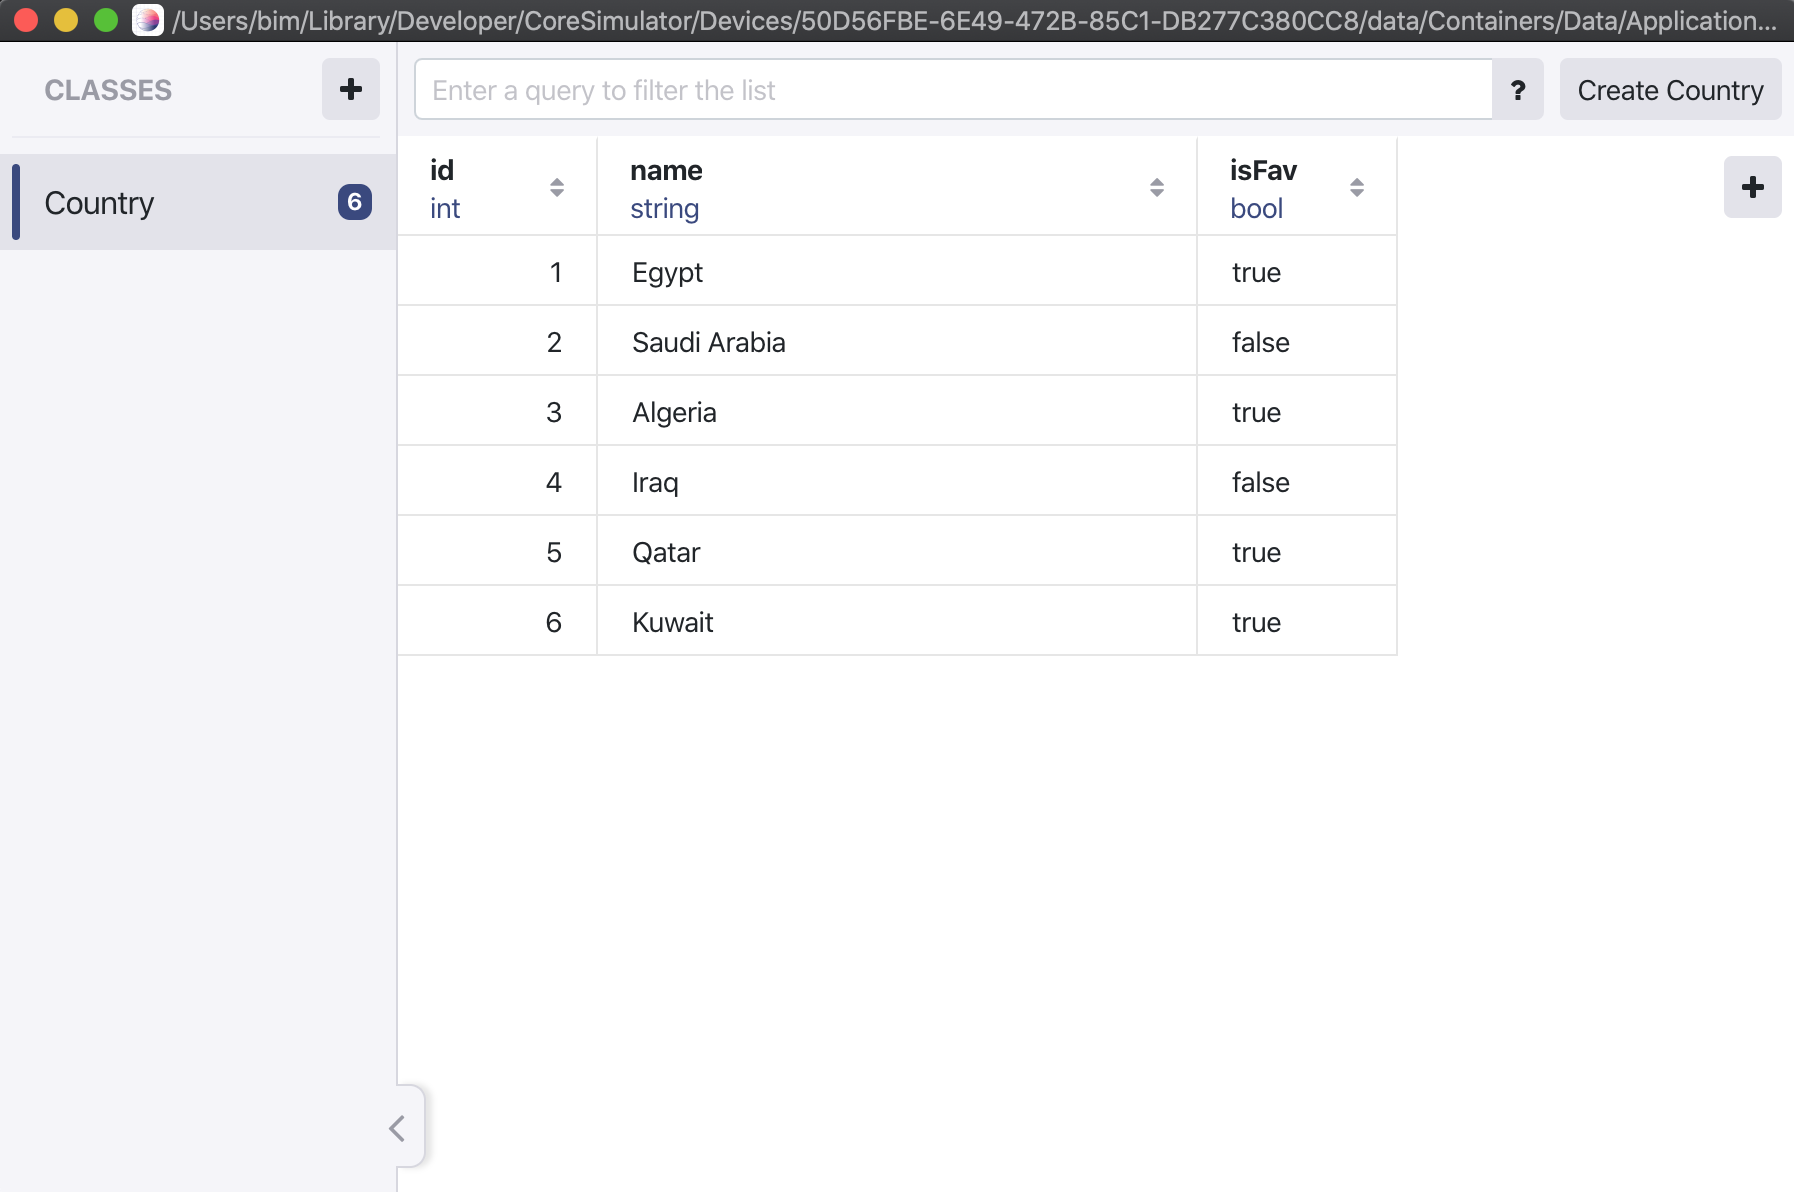 /Users/bim/Library/Developer/CoreSimulator/Devices/50D56FBE-6E49-472B-85C1-DB277C380CC8/data/Containers/Data/Application...
CLASSES
Enter a query to filter the list
?
Create Country
Country
6
id name isFav
int string bool
1 Egypt true
2 Saudi Arabia false
3 Algeria true
4 Iraq false
5 Qatar true
6 Kuwait true